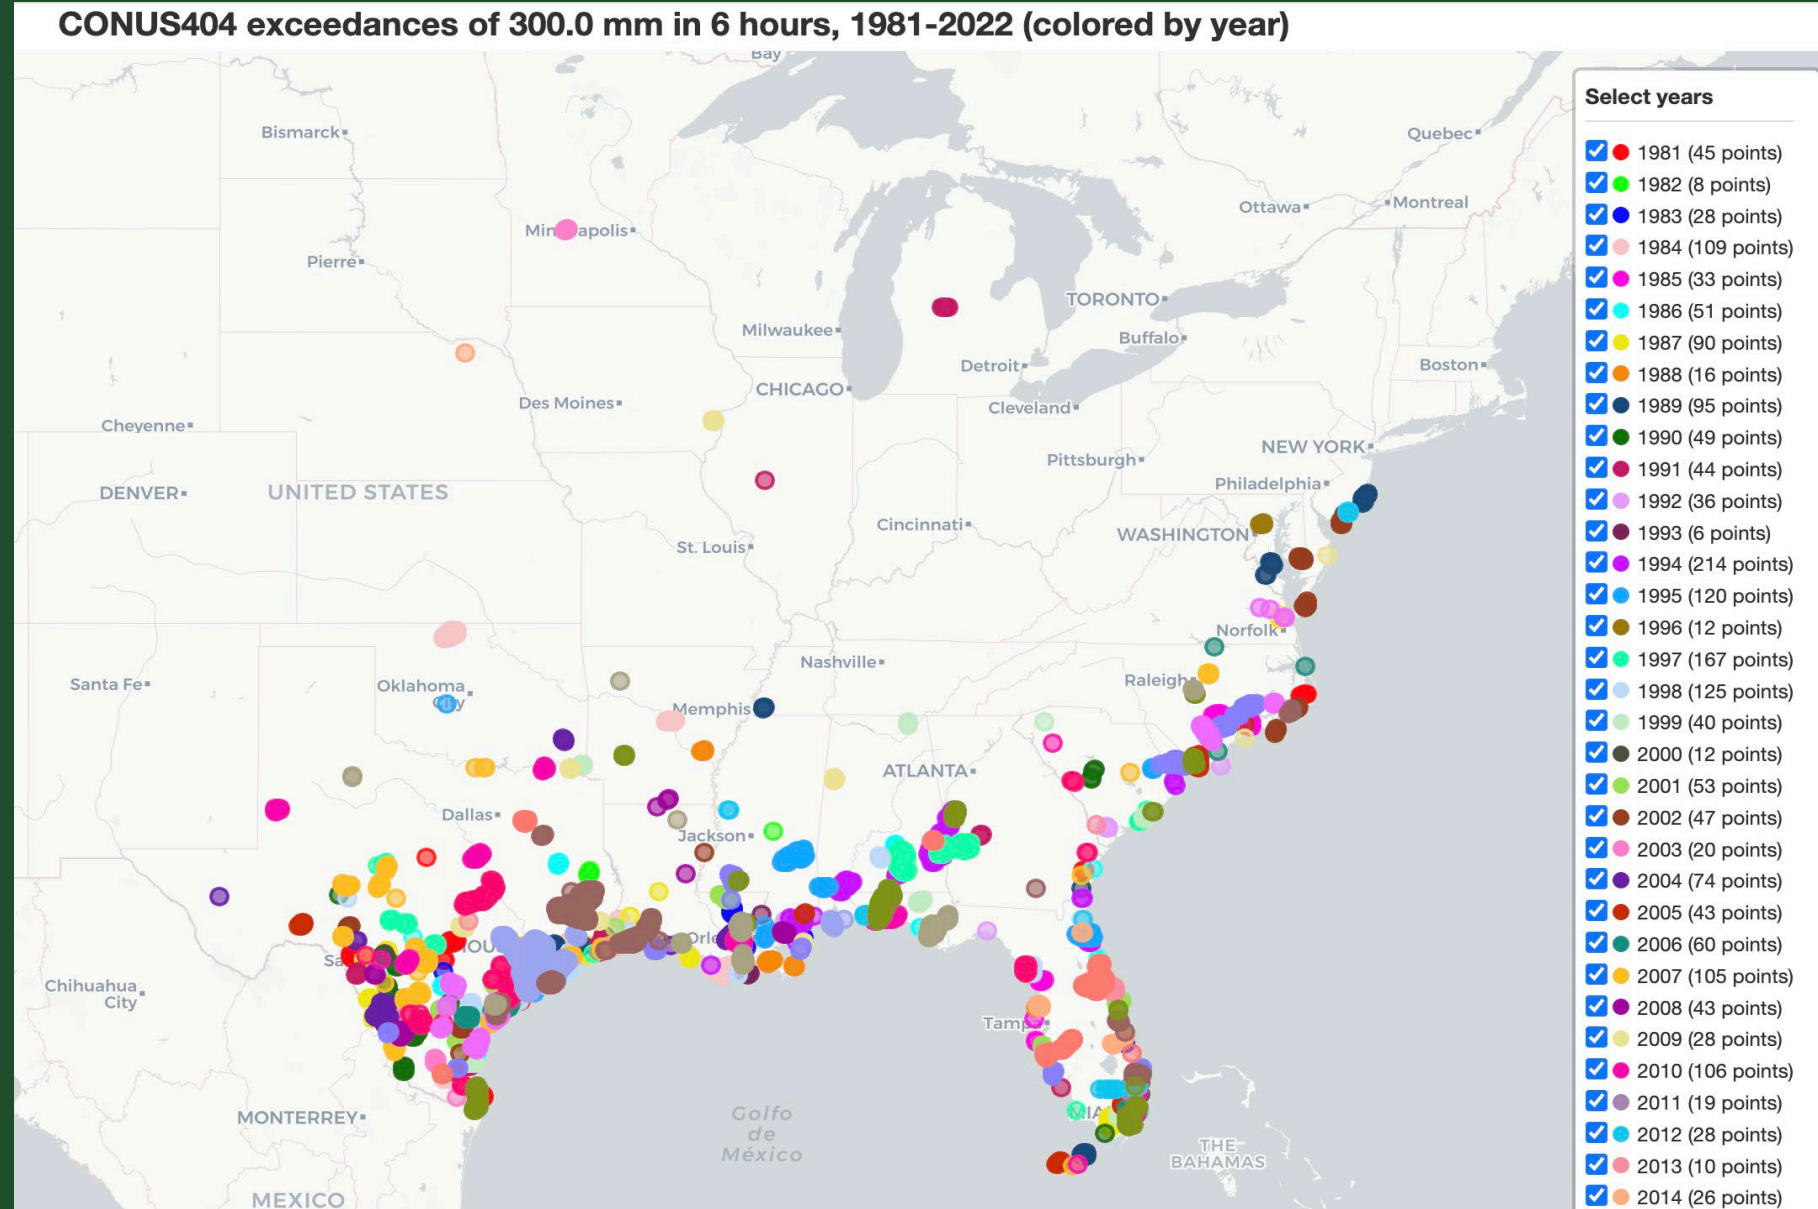 CONUS404 exceedances of 300.0 mm in 6 hours, 1981-2022 (colored by year)
Bay
Bismarck
Quebec
Ottawa
Montreal
Pierre
TORONTO
Milwaukee
Buffalo
Detroit
Boston
CHICAGO
Des Moines
Cleveland
Cheyenne
NEW YORK
Pittsburgh
Philadelphia
DENVER
UNITED STATES
Cincinnati
WASHINGTON
St. Louis
Norfolk
Nashville
Santa Fe
Oklahoma
City
Raleigh
Memphis
ATLANTA
Dallas
Jackson
Chihuahua
City
MONTERREY
Golfo
de
México
THE
BAHAMAS
MEXICO
Select years
1981 (45 points)
1982 (8 points)
1983 (28 points)
1984 (109 points)
1985 (33 points)
1986 (51 points)
1987 (90 points)
1988 (16 points)
1989 (95 points)
1990 (49 points)
1991 (44 points)
1992 (36 points)
1993 (6 points)
1994 (214 points)
1995 (120 points)
1996 (12 points)
1997 (167 points)
1998 (125 points)
1999 (40 points)
2000 (12 points)
2001 (53 points)
2002 (47 points)
2003 (20 points)
2004 (74 points)
2005 (43 points)
2006 (60 points)
2007 (105 points)
2008 (43 points)
2009 (28 points)
2010 (106 points)
2011 (19 points)
2012 (28 points)
2013 (10 points)
2014 (26 points)